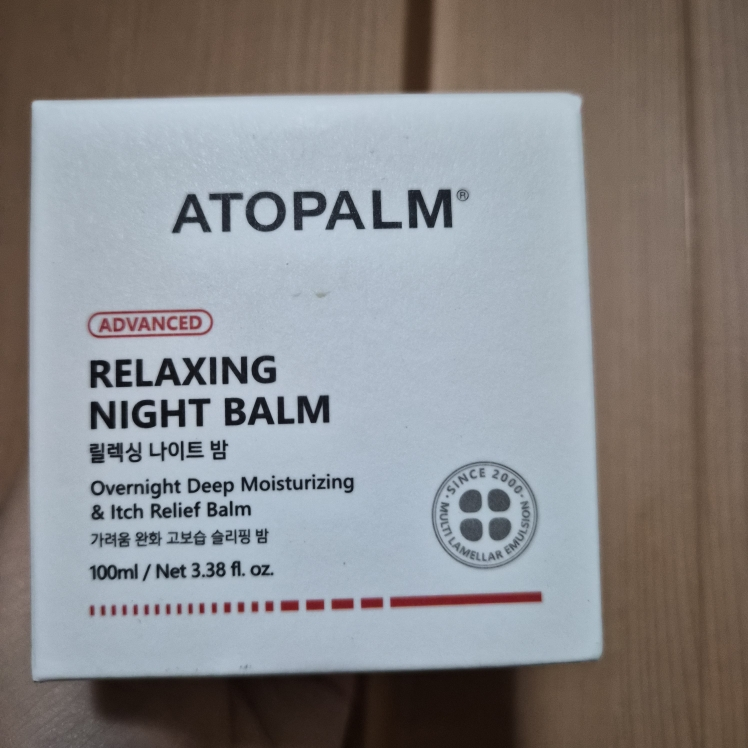 ATOPALM®
ADVANCED
RELAXING
NIGHT BALM
릴렉싱 나이트 밤
Overnight Deep Moisturizing
& Itch Relief Balm
가려움 완화 고보습 슬리핑 밤
100ml / Net 3.38 fl. oz.
·SINCE 2000·
MULTI LAMELLAR EMULSION